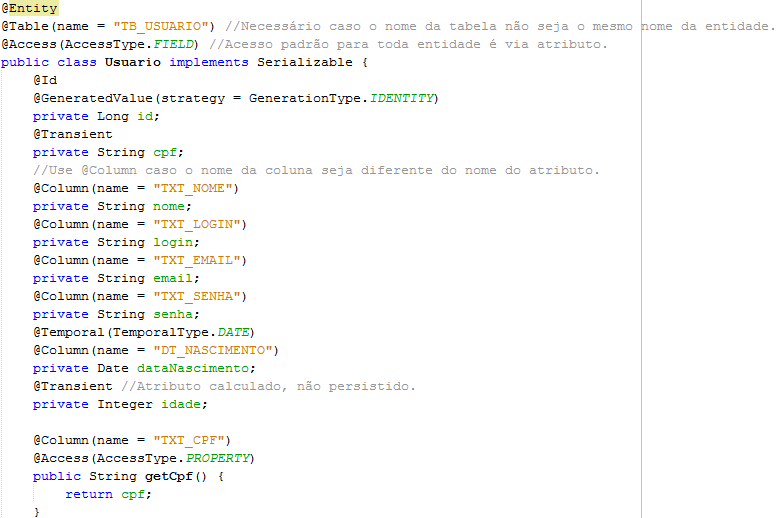 @Entity
@Table(name = "TB_USUARIO") //Necessário caso o nome da tabela não seja o mesmo nome da entidade.
@Access(AccessType.FIELD) //Acesso padrão para toda entidade é via atributo.
public class Usuario implements Serializable {
@Id
@GeneratedValue(strategy = GenerationType.IDENTITY)
private Long id;
@Transient
private String cpf;
//Use @Column caso o nome da coluna seja diferente do nome do atributo.
@Column(name = "TXT_NOME")
private String nome;
@Column(name = "TXT_LOGIN")
private String login;
@Column(name = "TXT_EMAIL")
private String email;
@Column(name = "TXT_SENHA")
private String senha;
@Temporal(TemporalType.DATE)
@Column(name = "DT_NASCIMENTO")
private Date dataNascimento;
@Transient //Atributo calculado, não persistido.
private Integer idade;
@Column(name = "TXT_CPF")
@Access(AccessType.PROPERTY)
public String getCpf() {
return cpf;
}